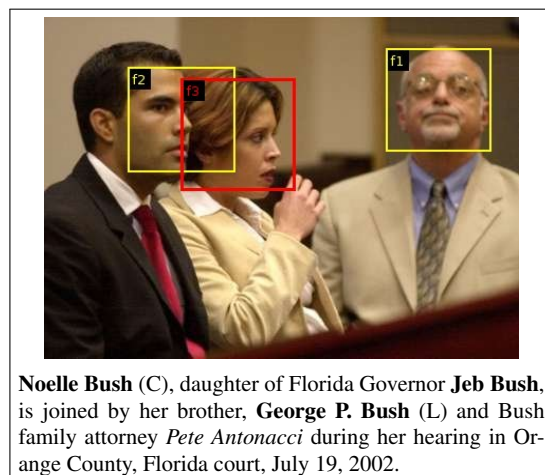 f1
f2
f3
Noelle Bush (C), daughter of Florida Governor Jeb Bush,
is joined by her brother, George P. Bush (L) and Bush
family attorney Pete Antonacci during her hearing in Or-
ange County, Florida court, July 19, 2002.